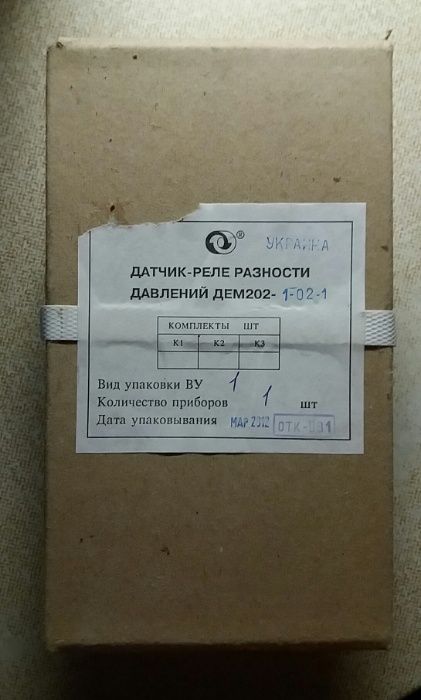 ® УКРАИНА
ДАТЧИК-РЕЛЕ РАЗНОСТИ
ДАВЛЕНИЙ ДЕМ202- 1-02-1
КОМПЛЕКТЫ ШТ
К1 К2 К3
Вид упаковки ВУ 1
Количество приборов 1 шт
Дата упаковывания МАР 2012 ОТК-031